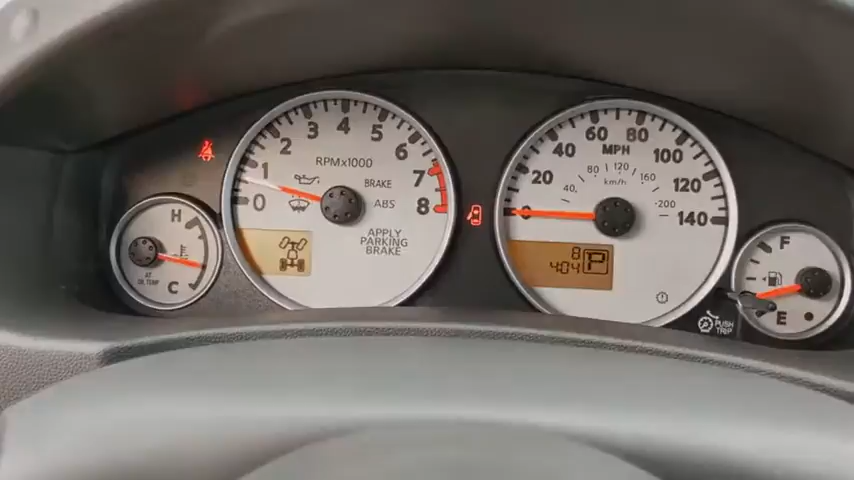 H
AT
OIL TEMP
C
0 1 2 3 4 5 6 7 8
RPMx1000
BRAKE
ABS
APPLY
PARKING
BRAKE
0 20 40 60 80 100 120 140
MPH
40 80 120 160 200
km/h
8
404 P
PUSH
TRIP
F
E